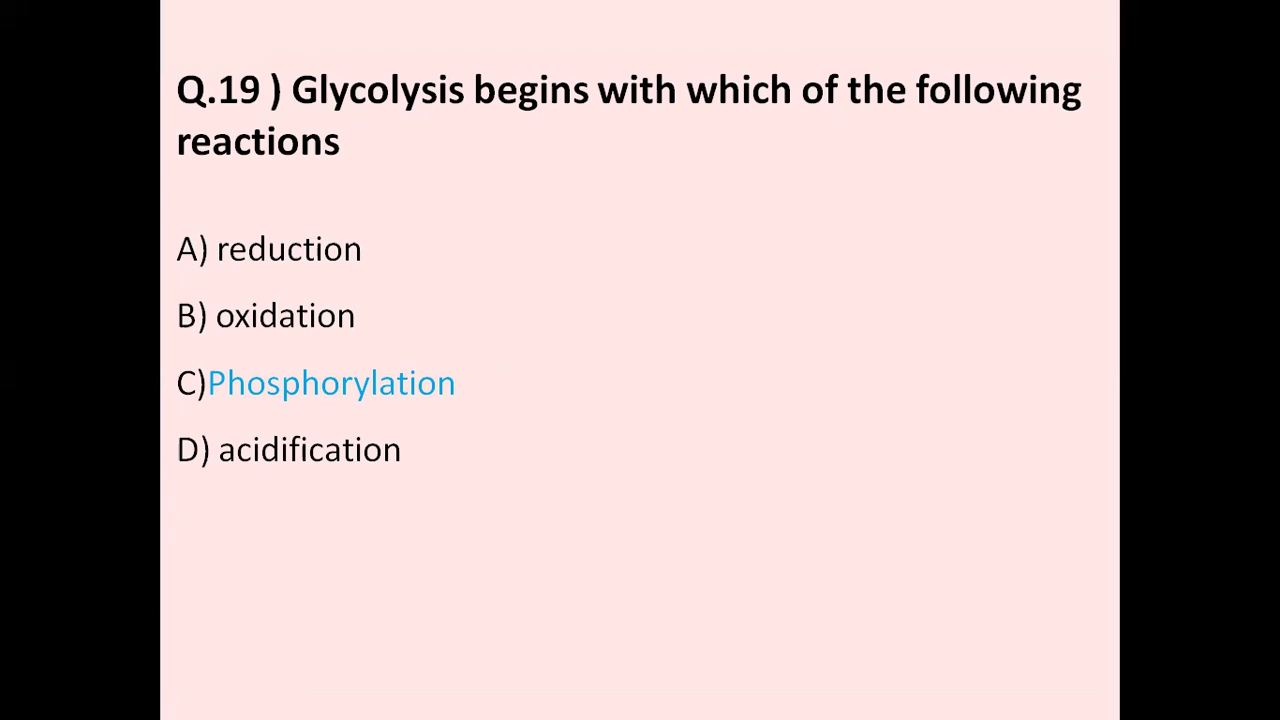 Q.19 ) Glycolysis begins with which of the following
reactions
A) reduction
B) oxidation
C)Phosphorylation
D) acidification